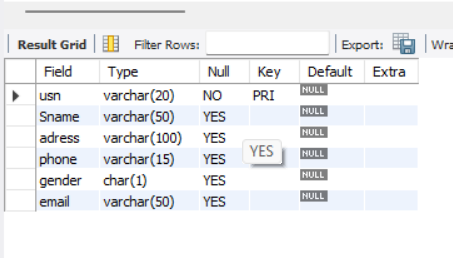 Result Grid Filter Rows: Export: Wra
Field Type Null Key Default Extra
usn varchar(20) NO PRI NULL
Sname varchar(50) YES NULL
adress varchar(100) YES NULL
phone varchar(15) YES YES NULL
gender char(1) YES NULL
email varchar(50) YES NULL